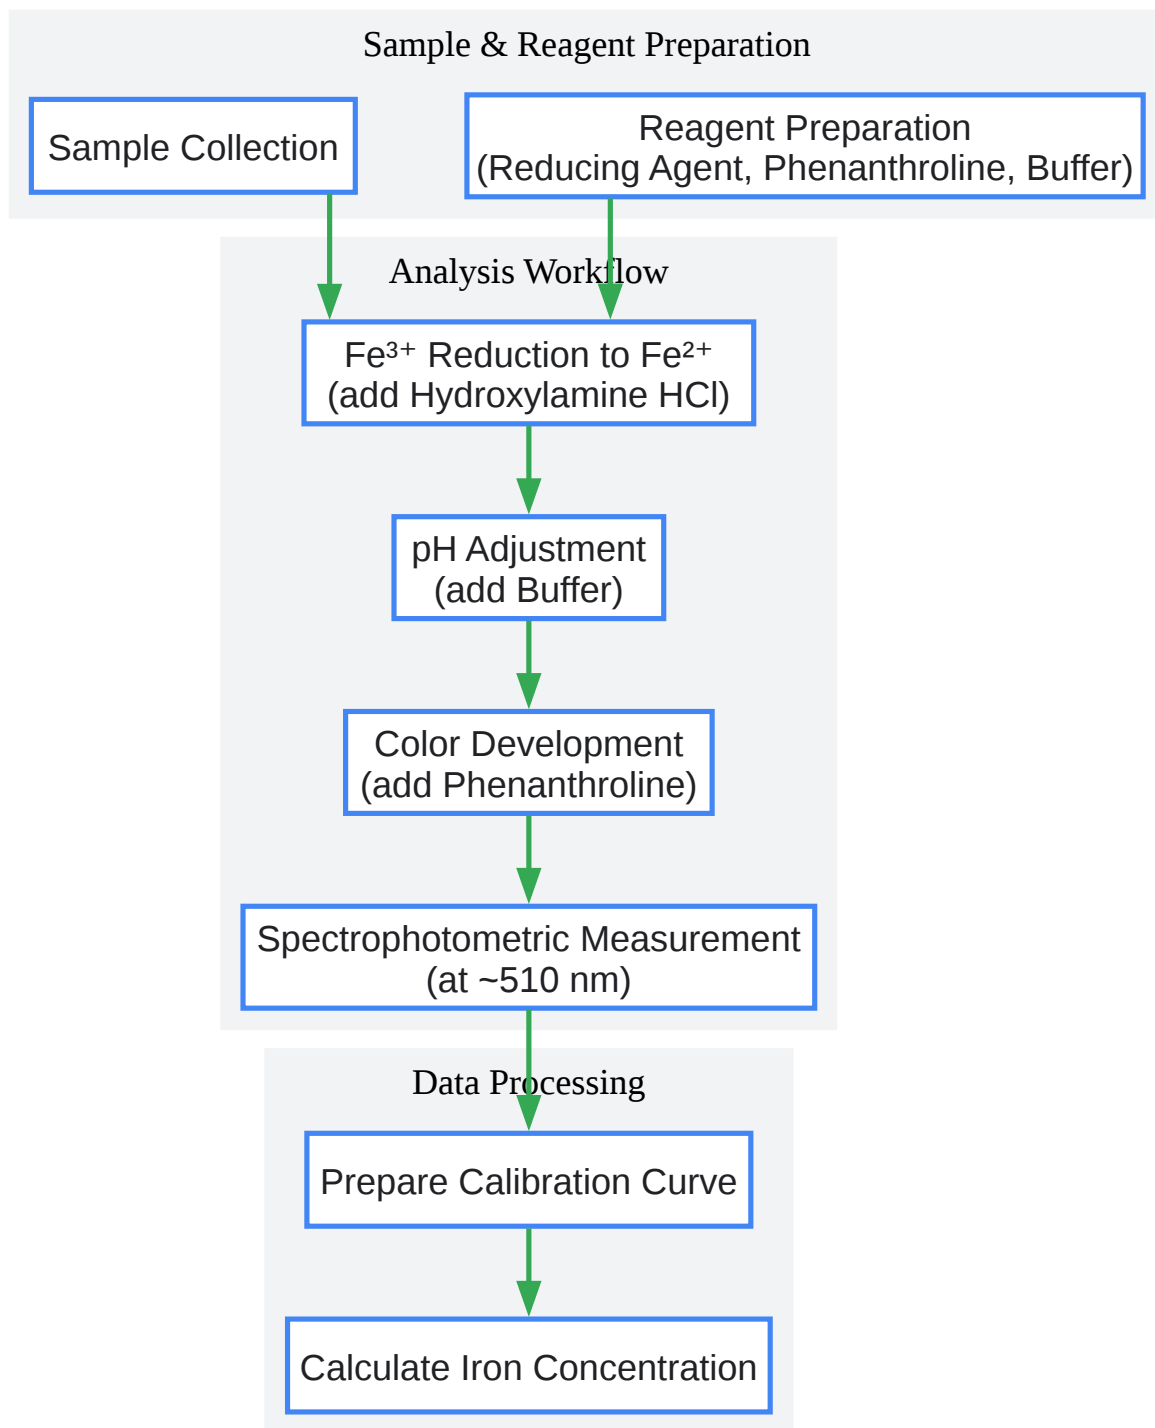 Sample & Reagent Preparation
Sample Collection
Reagent Preparation
(Reducing Agent, Phenanthroline, Buffer)
Analysis Workflow
Fe³⁺ Reduction to Fe²⁺
(add Hydroxylamine HCl)
pH Adjustment
(add Buffer)
Color Development
(add Phenanthroline)
Spectrophotometric Measurement
(at ~510 nm)
Data Processing
Prepare Calibration Curve
Calculate Iron Concentration